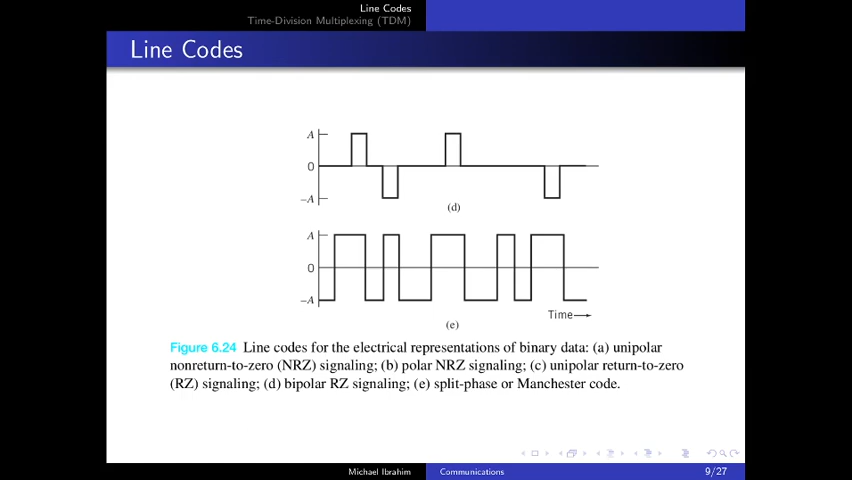 Line Codes
Time-Division Multiplexing (TDM)
Line Codes
A
0
−A
(d)
A
0
−A
Time
(e)
Figure 6.24 Line codes for the electrical representations of binary data: (a) unipolar
nonreturn-to-zero (NRZ) signaling; (b) polar NRZ signaling; (c) unipolar return-to-zero
(RZ) signaling; (d) bipolar RZ signaling; (e) split-phase or Manchester code.
Michael Ibrahim Communications 9/27